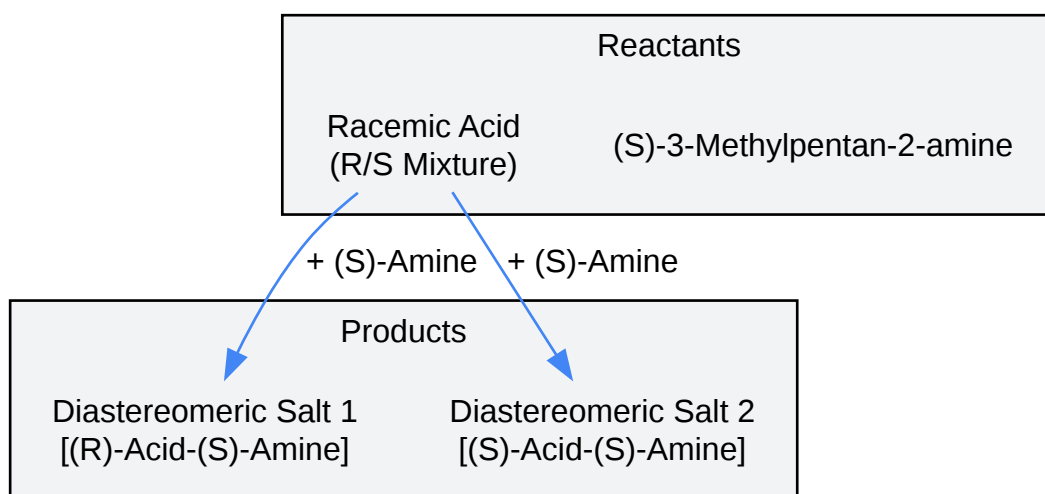 Reactants
Racemic Acid
(R/S Mixture)
(S)-3-Methylpentan-2-amine
+ (S)-Amine
+ (S)-Amine
Products
Diastereomeric Salt 1
[(R)-Acid-(S)-Amine]
Diastereomeric Salt 2
[(S)-Acid-(S)-Amine]